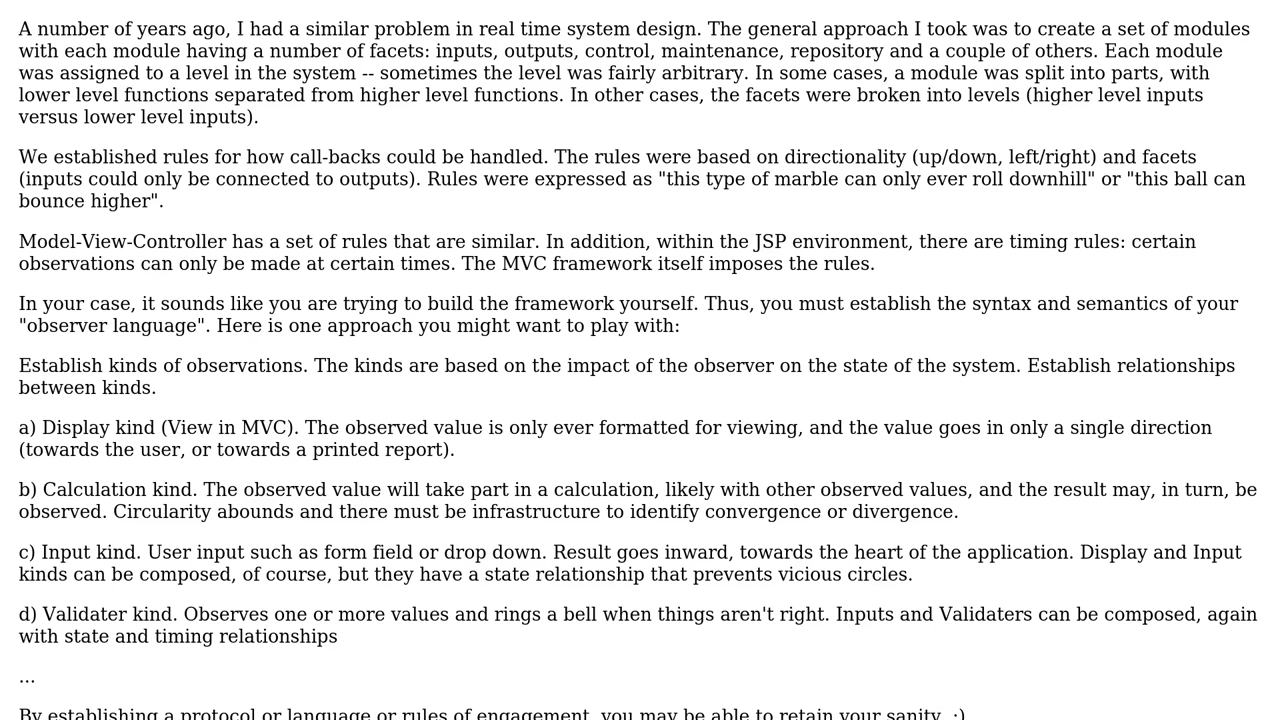 A number of years ago, I had a similar problem in real time system design. The general approach I took was to create a set of modules
with each module having a number of facets: inputs, outputs, control, maintenance, repository and a couple of others. Each module
was assigned to a level in the system -- sometimes the level was fairly arbitrary. In some cases, a module was split into parts, with
lower level functions separated from higher level functions. In other cases, the facets were broken into levels (higher level inputs
versus lower level inputs).
We established rules for how call-backs could be handled. The rules were based on directionality (up/down, left/right) and facets
(inputs could only be connected to outputs). Rules were expressed as "this type of marble can only ever roll downhill" or "this ball can
bounce higher".
Model-View-Controller has a set of rules that are similar. In addition, within the JSP environment, there are timing rules: certain
observations can only be made at certain times. The MVC framework itself imposes the rules.
In your case, it sounds like you are trying to build the framework yourself. Thus, you must establish the syntax and semantics of your
"observer language". Here is one approach you might want to play with:
Establish kinds of observations. The kinds are based on the impact of the observer on the state of the system. Establish relationships
between kinds.
a) Display kind (View in MVC). The observed value is only ever formatted for viewing, and the value goes in only a single direction
(towards the user, or towards a printed report).
b) Calculation kind. The observed value will take part in a calculation, likely with other observed values, and the result may, in turn, be
observed. Circularity abounds and there must be infrastructure to identify convergence or divergence.
c) Input kind. User input such as form field or drop down. Result goes inward, towards the heart of the application. Display and Input
kinds can be composed, of course, but they have a state relationship that prevents vicious circles.
d) Validater kind. Observes one or more values and rings a bell when things aren't right. Inputs and Validaters can be composed, again
with state and timing relationships
...
By establishing a protocol or language or rules of engagement, you may be able to retain your sanity. ;)